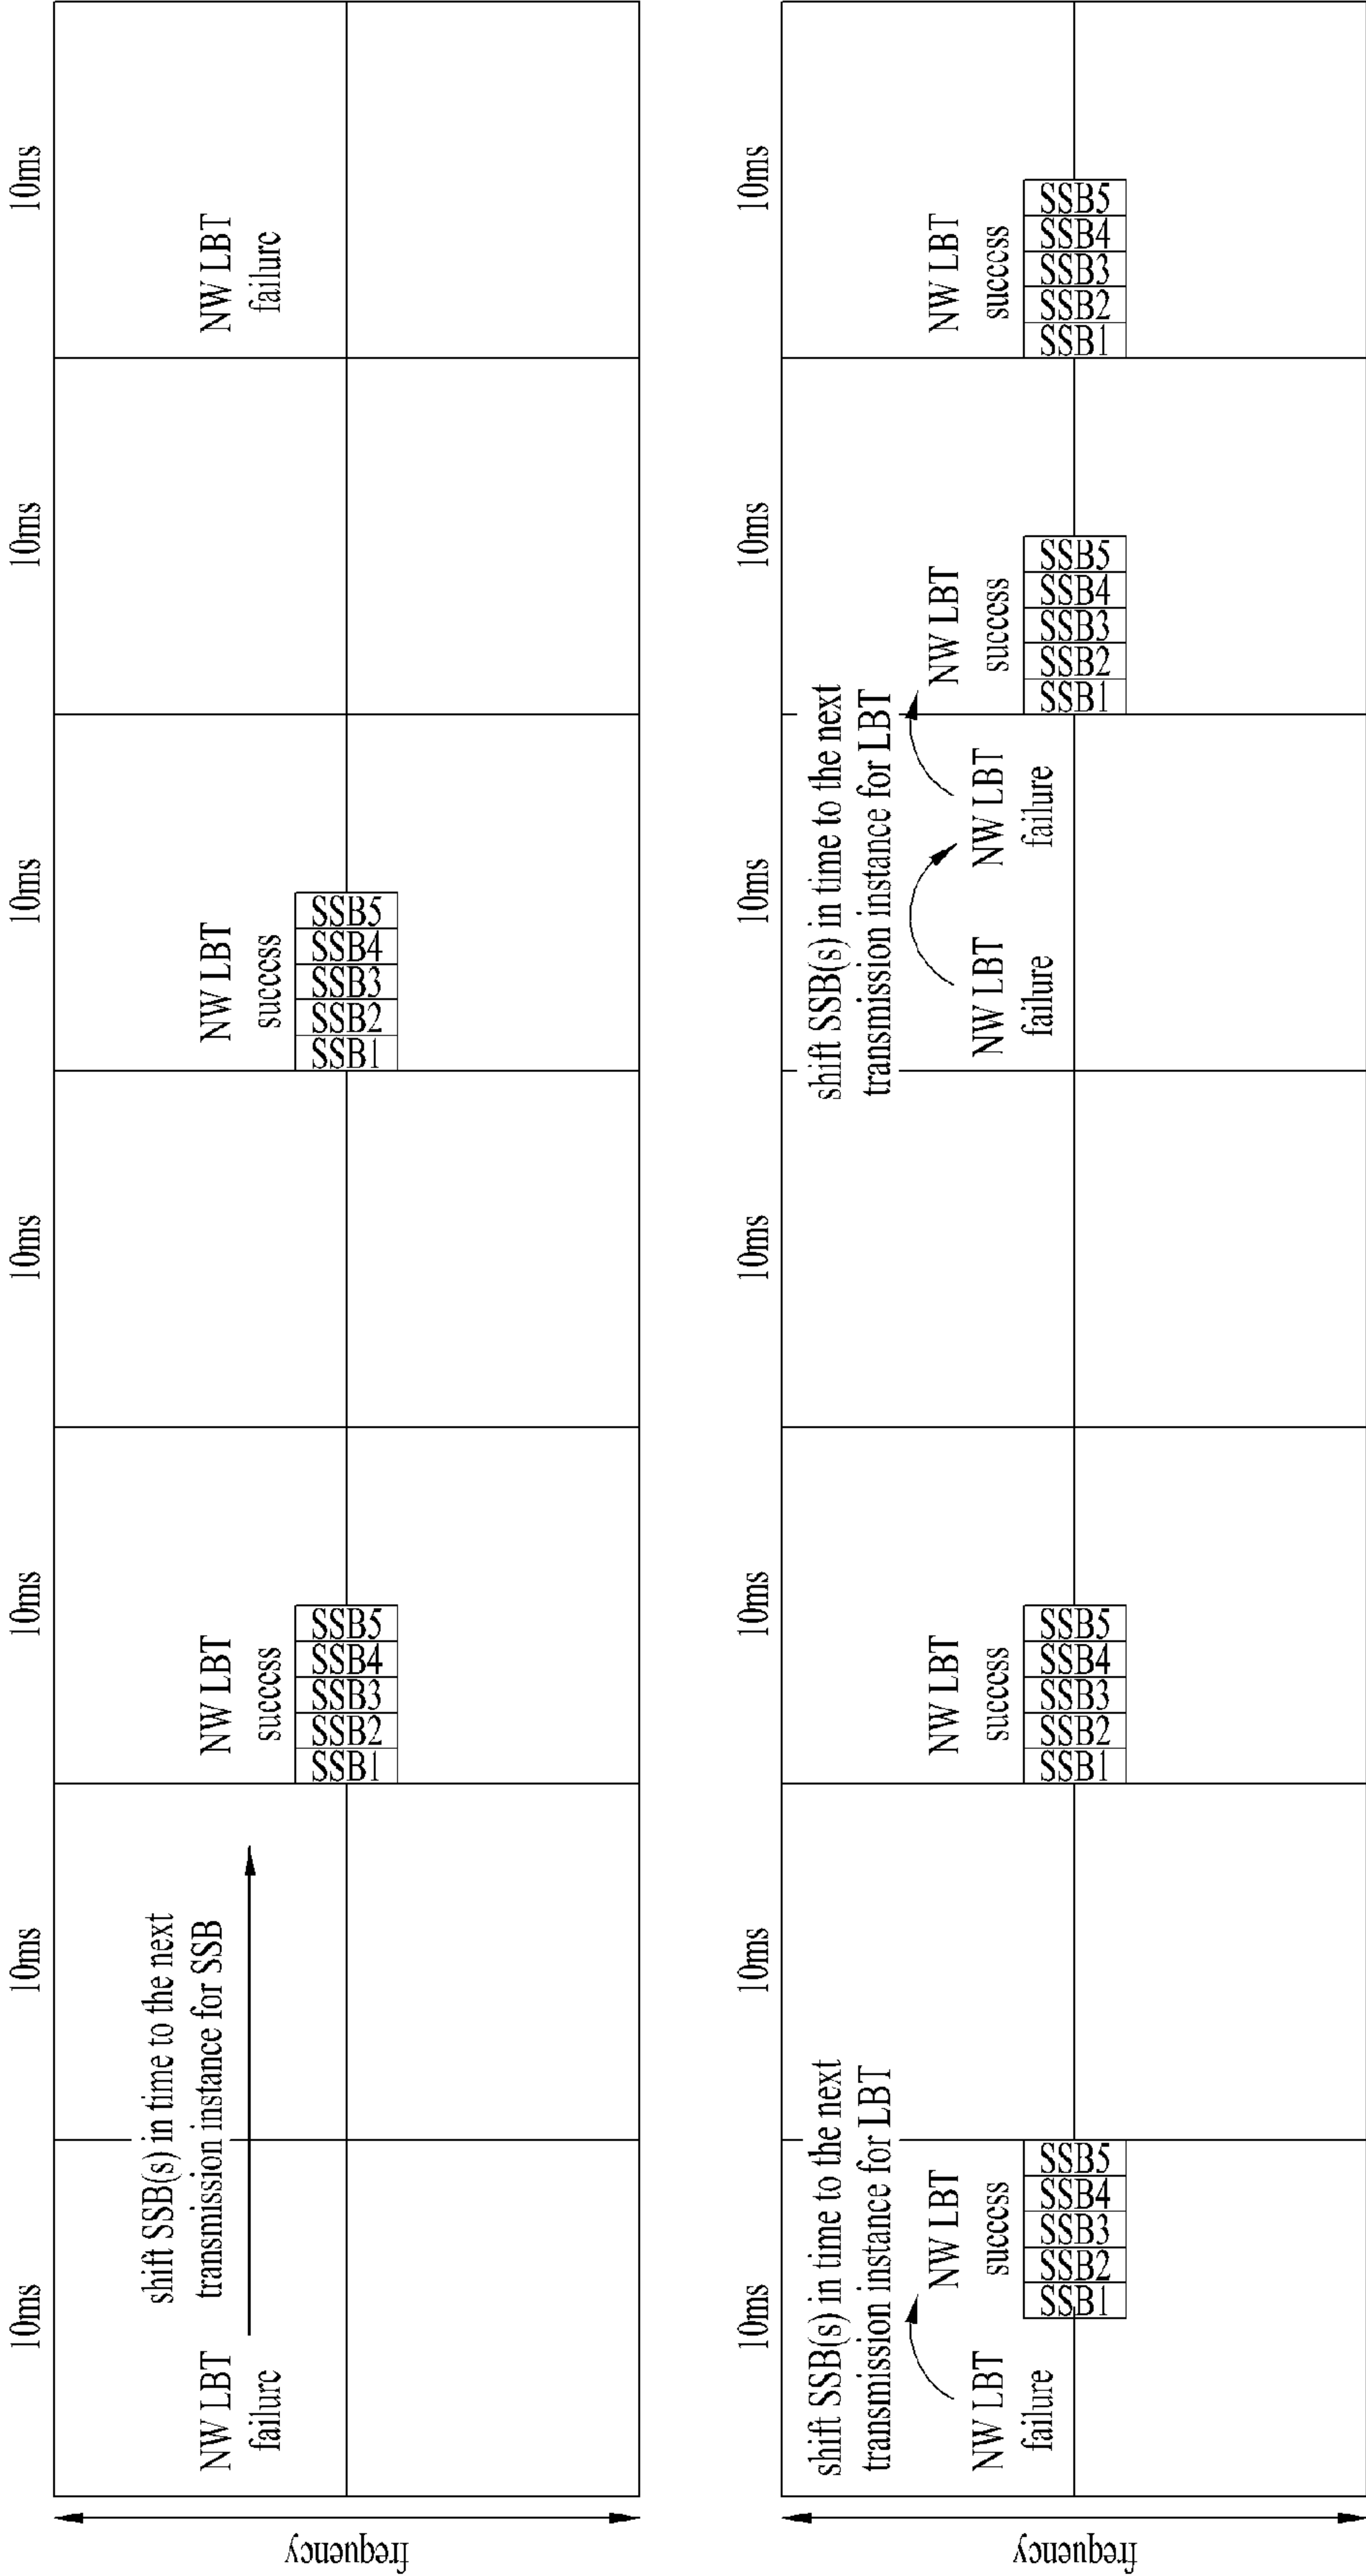 10ms
10ms
10ms
10ms
10ms
10ms
10ms
frequency
NW LBT
failure
shift SSB(s) in time to the next
transmission instance for SSB
NW LBT
success
SSB1
SSB2
SSB3
SSB4
SSB5
NW LBT
success
SSB1
SSB2
SSB3
SSB4
SSB5
NW LBT
failure
10ms
10ms
10ms
10ms
10ms
10ms
10ms
frequency
shift SSB(s) in time to the next
transmission instance for LBT
NW LBT
failure
NW LBT
success
SSB1
SSB2
SSB3
SSB4
SSB5
NW LBT
success
SSB1
SSB2
SSB3
SSB4
SSB5
shift SSB(s) in time to the next
transmission instance for LBT
NW LBT
failure
NW LBT
failure
NW LBT
success
SSB1
SSB2
SSB3
SSB4
SSB5
NW LBT
success
SSB1
SSB2
SSB3
SSB4
SSB5